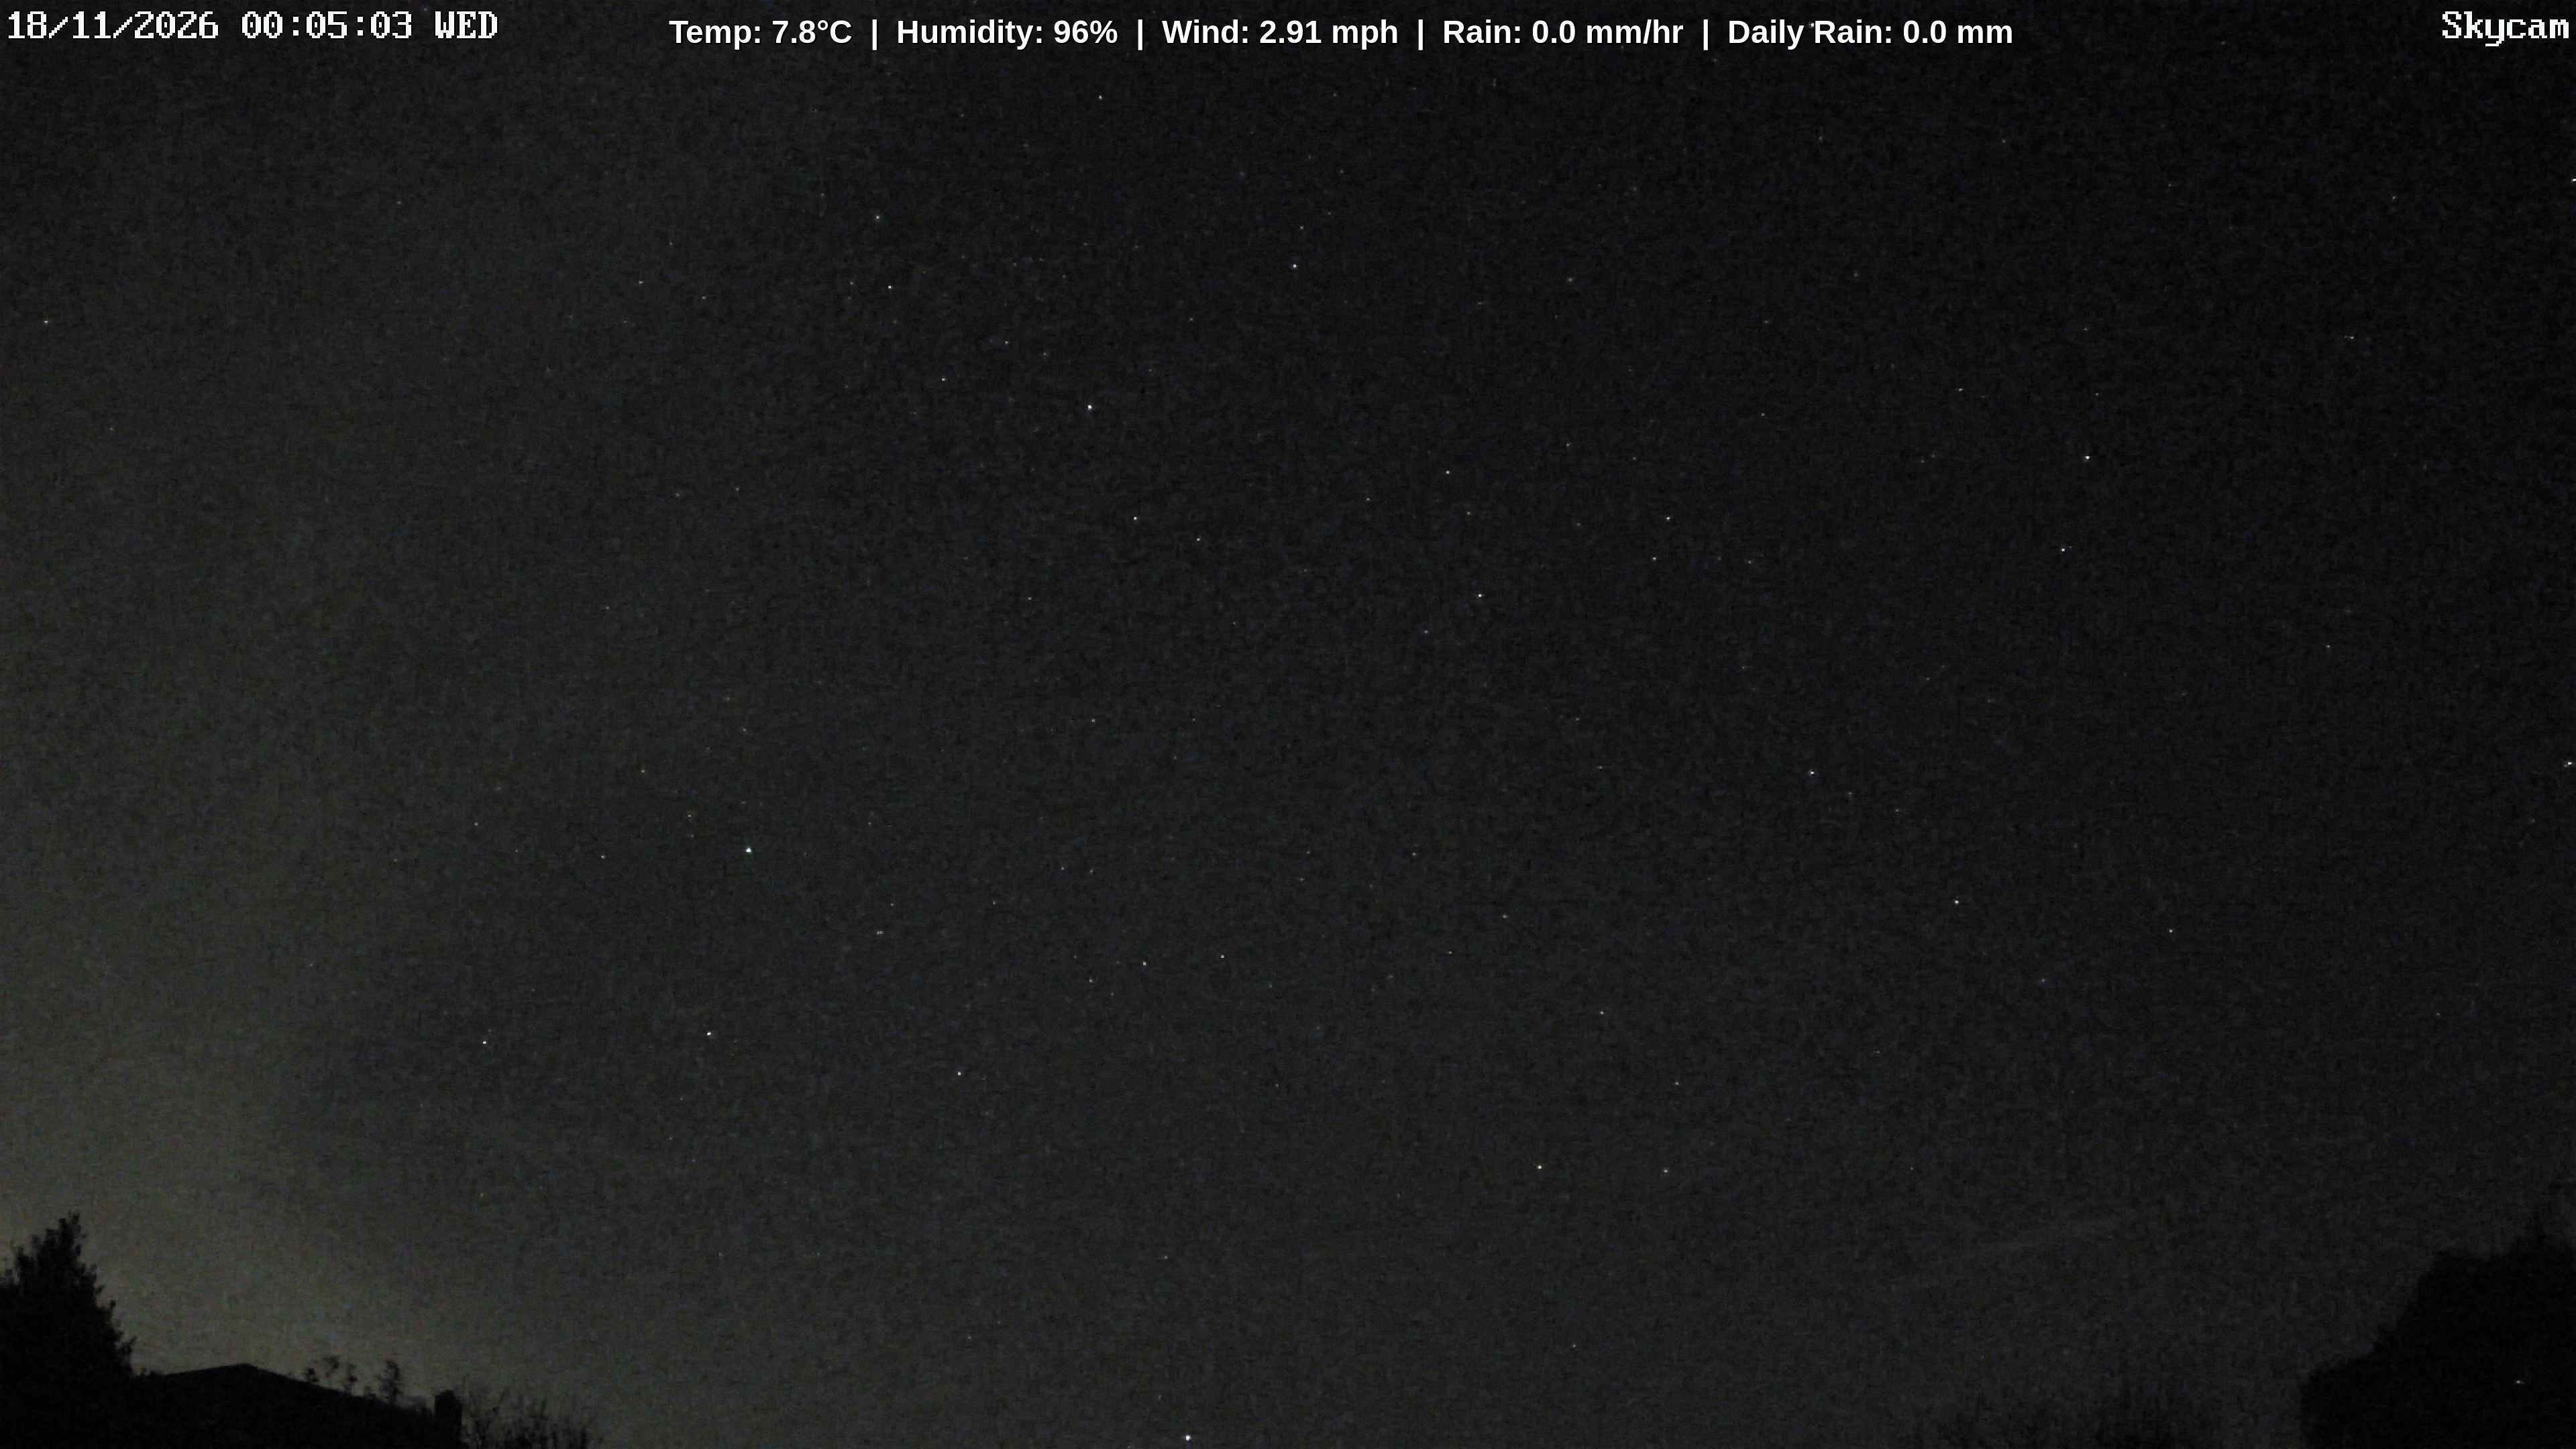 18/11/2026 00:05:03 WED
Temp: 7.8°C | Humidity: 96% | Wind: 2.91 mph | Rain: 0.0 mm/hr | Daily Rain: 0.0 mm
Skycam